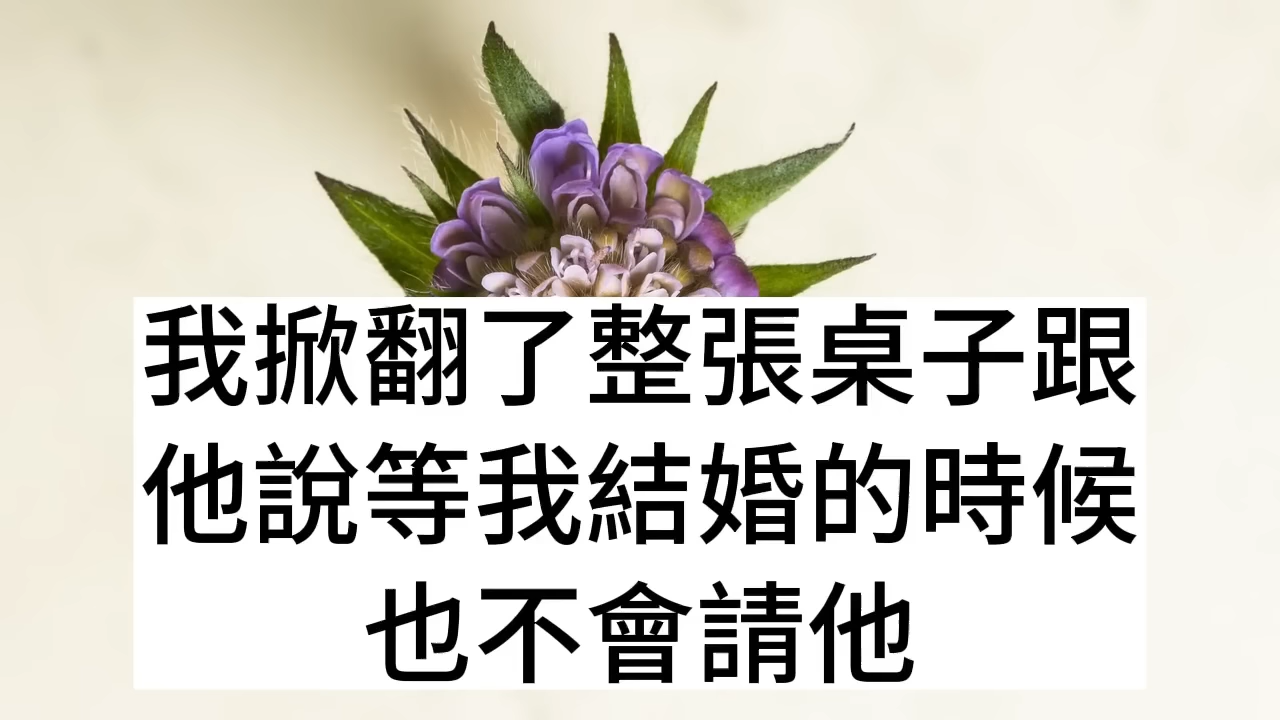 我掀翻了整張桌子跟
他說等我結婚的時候
也不會請他